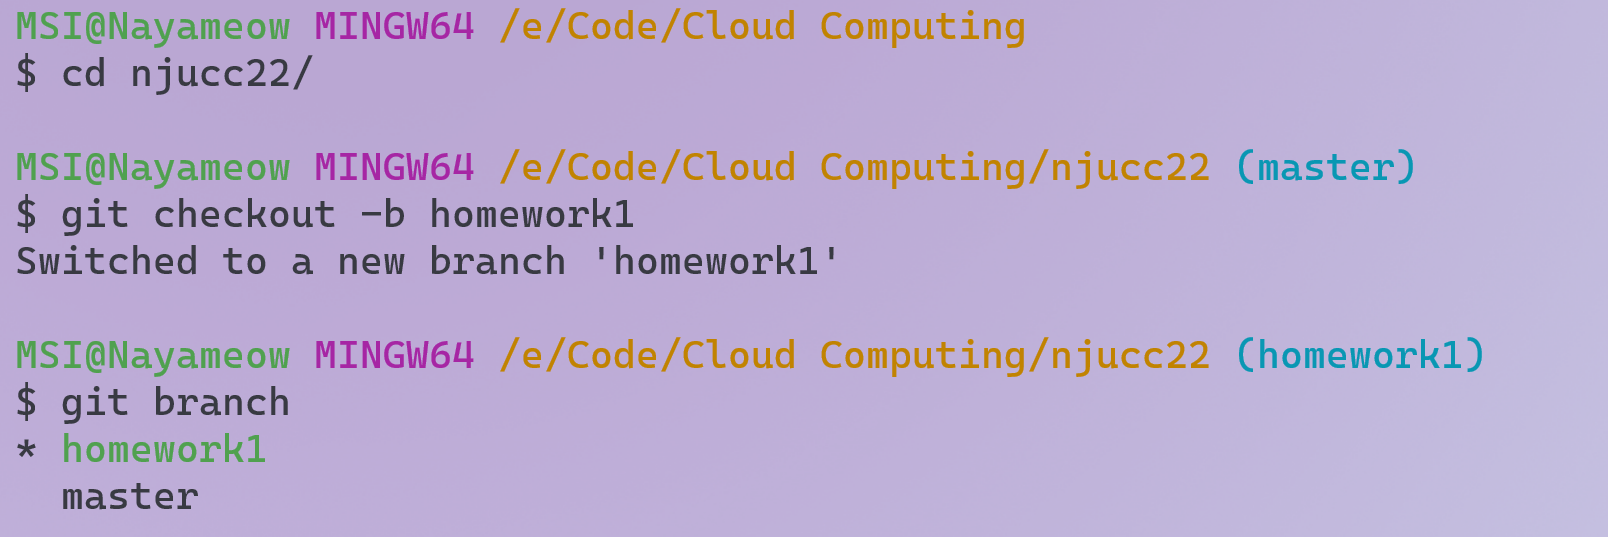 MSI@Nayameow MINGW64 /e/Code/Cloud Computing
$ cd njucc22/
MSI@Nayameow MINGW64 /e/Code/Cloud Computing/njucc22 (master)
$ git checkout -b homework1
Switched to a new branch 'homework1'
MSI@Nayameow MINGW64 /e/Code/Cloud Computing/njucc22 (homework1)
$ git branch
* homework1
  master